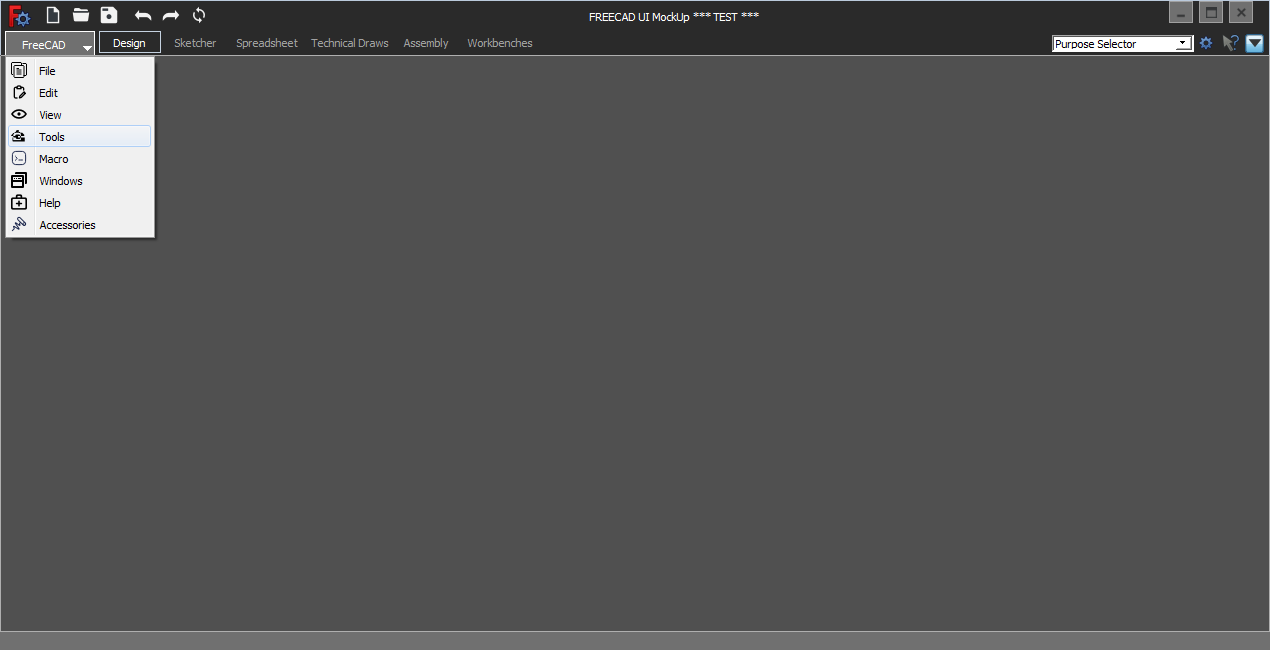 FREECAD UI MockUp *** TEST ***
FreeCAD Design Sketcher Spreadsheet Technical Draws Assembly Workbenches Purpose Selector
File
Edit
View
Tools
Macro
Windows
Help
Accessories